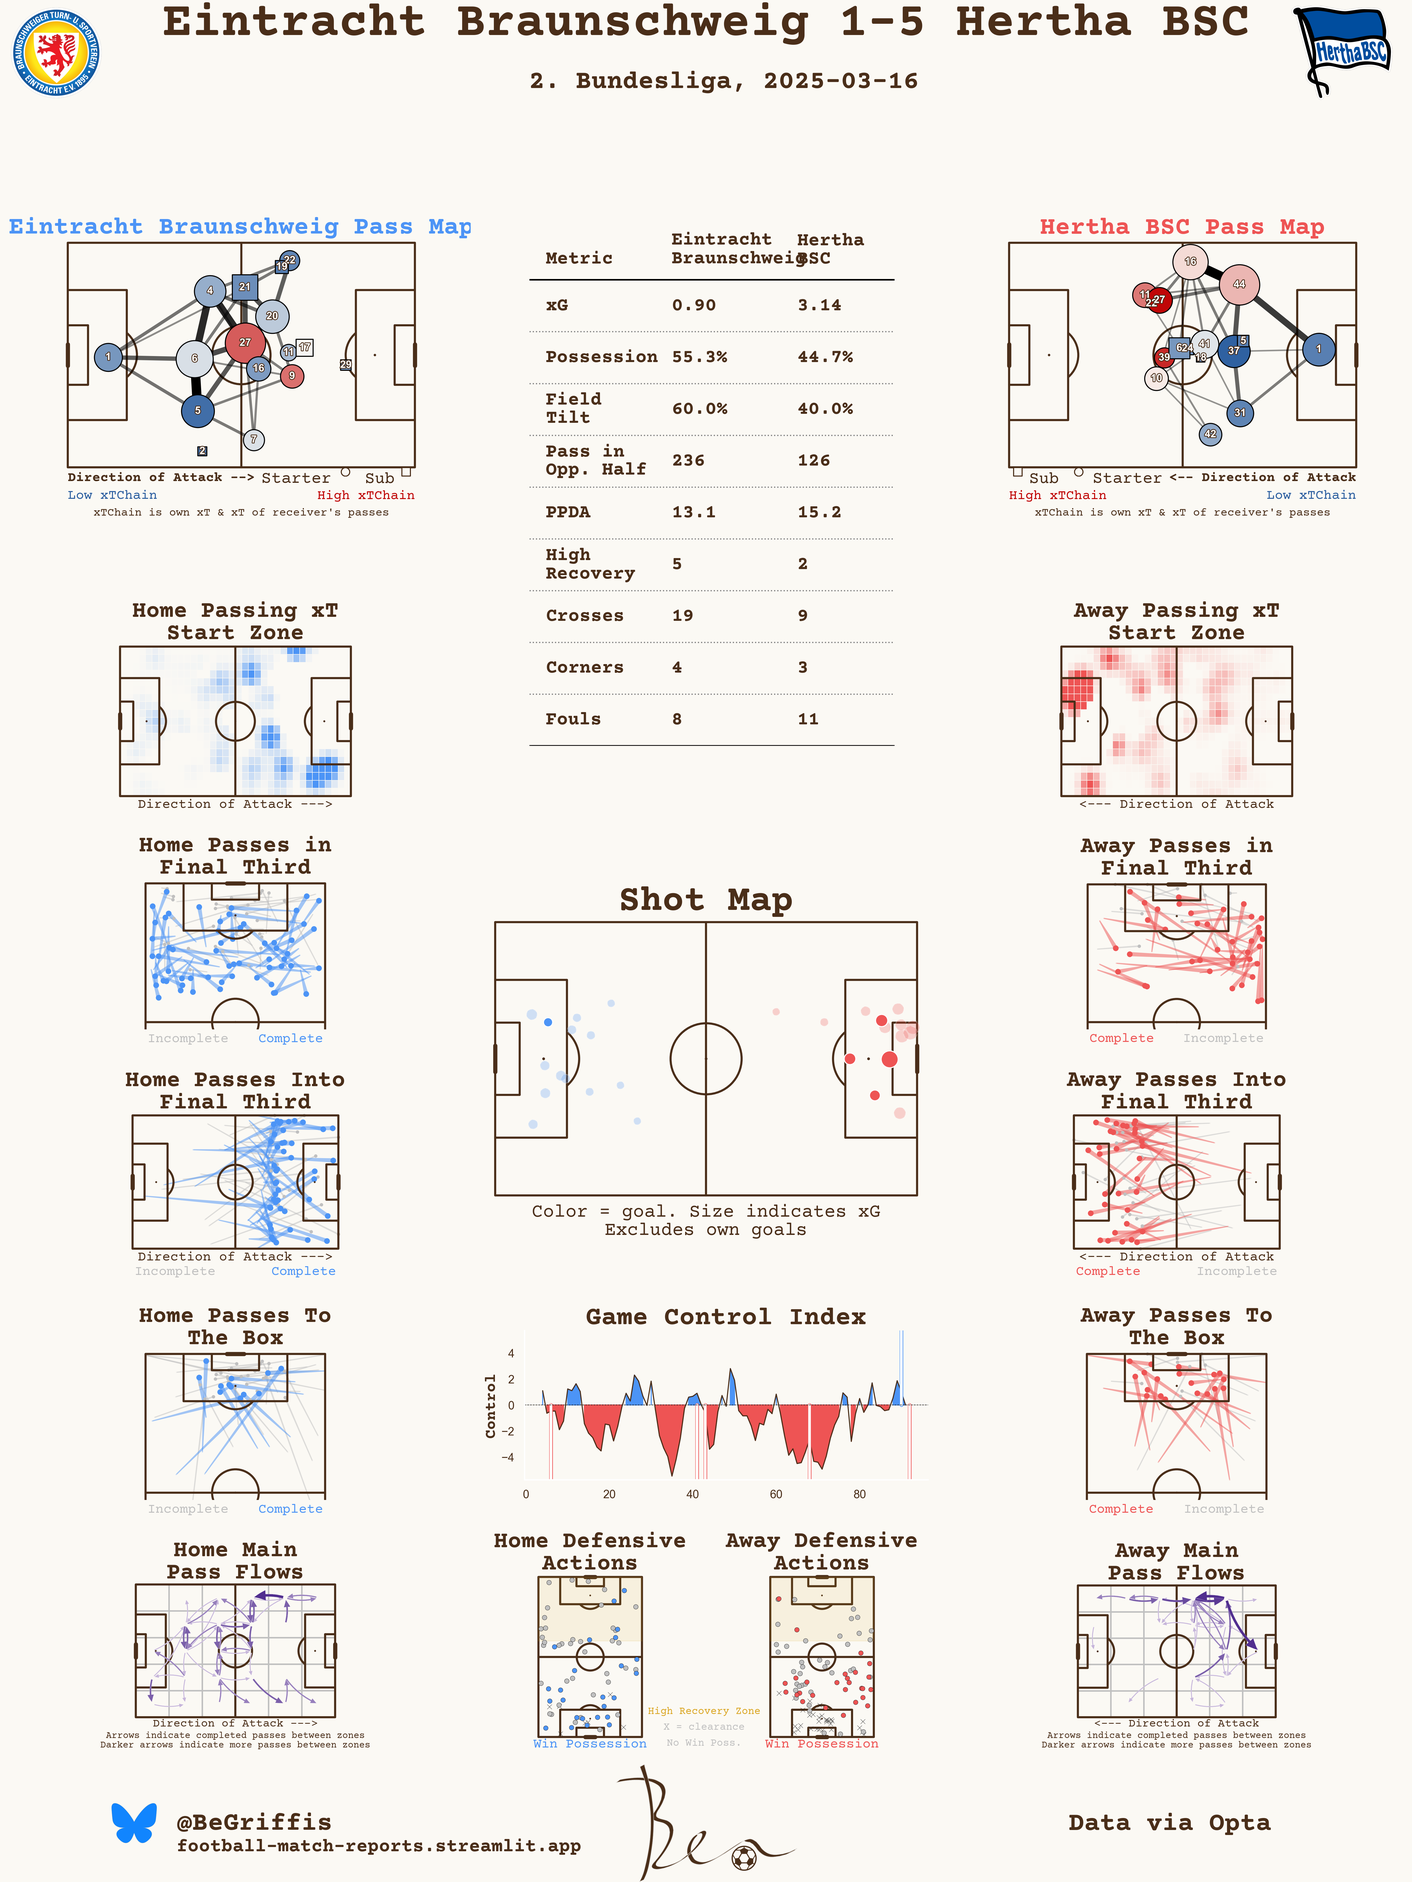 Eintracht Braunschweig 1-5 Hertha BSC
2. Bundesliga, 2025-03-16
BRAUNSCHWEIGER TURN- U. SPORTVEREIN
EINTRACHT E.V. 1895
Hertha BSC
Eintracht Braunschweig Pass Map
22
19
4
21
20
27
1
6
11
17
16
29
9
5
7
2
Direction of Attack --> Starter Sub
Low xTChain High xTChain
xTChain is own xT & xT of receiver's passes
Metric Eintracht Braunschweig Hertha BSC
xG 0.90 3.14
Possession 55.3% 44.7%
Field Tilt 60.0% 40.0%
Pass in Opp. Half 236 126
PPDA 13.1 15.2
High Recovery 5 2
Crosses 19 9
Corners 4 3
Fouls 8 11
Hertha BSC Pass Map
16
44
11
27
41
5
37
1
39
18
10
31
42
Sub Starter <-- Direction of Attack
High xTChain Low xTChain
xTChain is own xT & xT of receiver's passes
Home Passing xT
Start Zone
Direction of Attack --->
Away Passing xT
Start Zone
<--- Direction of Attack
Home Passes in
Final Third
Incomplete Complete
Away Passes in
Final Third
Complete Incomplete
Shot Map
Color = goal. Size indicates xG
Excludes own goals
Home Passes Into
Final Third
Direction of Attack --->
Incomplete Complete
Away Passes Into
Final Third
<--- Direction of Attack
Complete Incomplete
Home Passes To
The Box
Incomplete Complete
Game Control Index
Control
4
2
0
−2
−4
0 20 40 60 80
Away Passes To
The Box
Complete Incomplete
Home Main
Pass Flows
Direction of Attack --->
Arrows indicate completed passes between zones
Darker arrows indicate more passes between zones
Home Defensive
Actions
Win Possession
Away Defensive
Actions
Win Possession
High Recovery Zone
X = clearance
No Win Poss.
Away Main
Pass Flows
<--- Direction of Attack
Arrows indicate completed passes between zones
Darker arrows indicate more passes between zones
@BeGriffis
football-match-reports.streamlit.app
Ben
Data via Opta